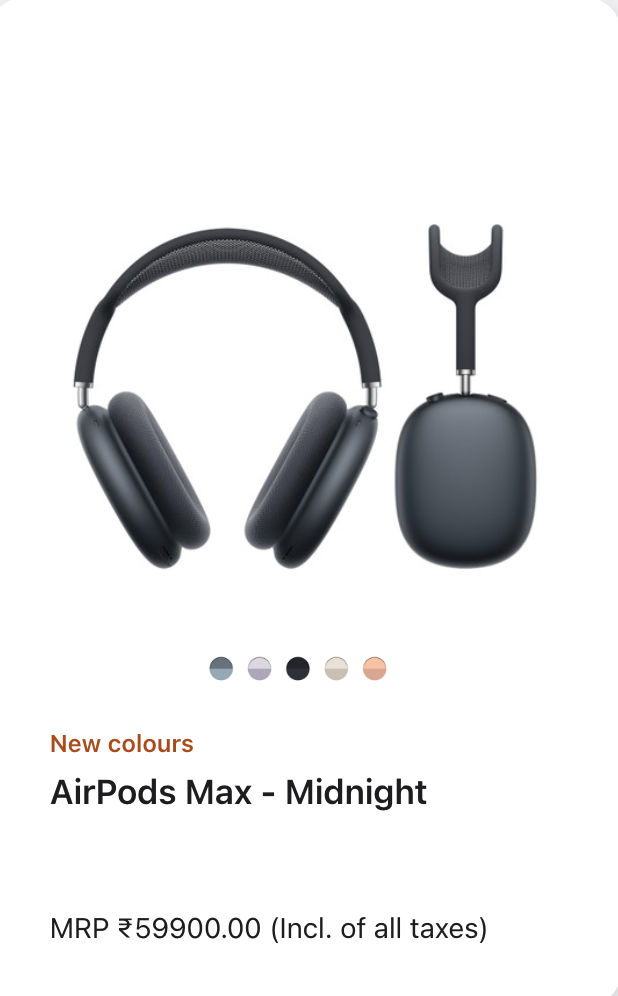 New colours
AirPods Max - Midnight
MRP ₹59900.00 (Incl. of all taxes)